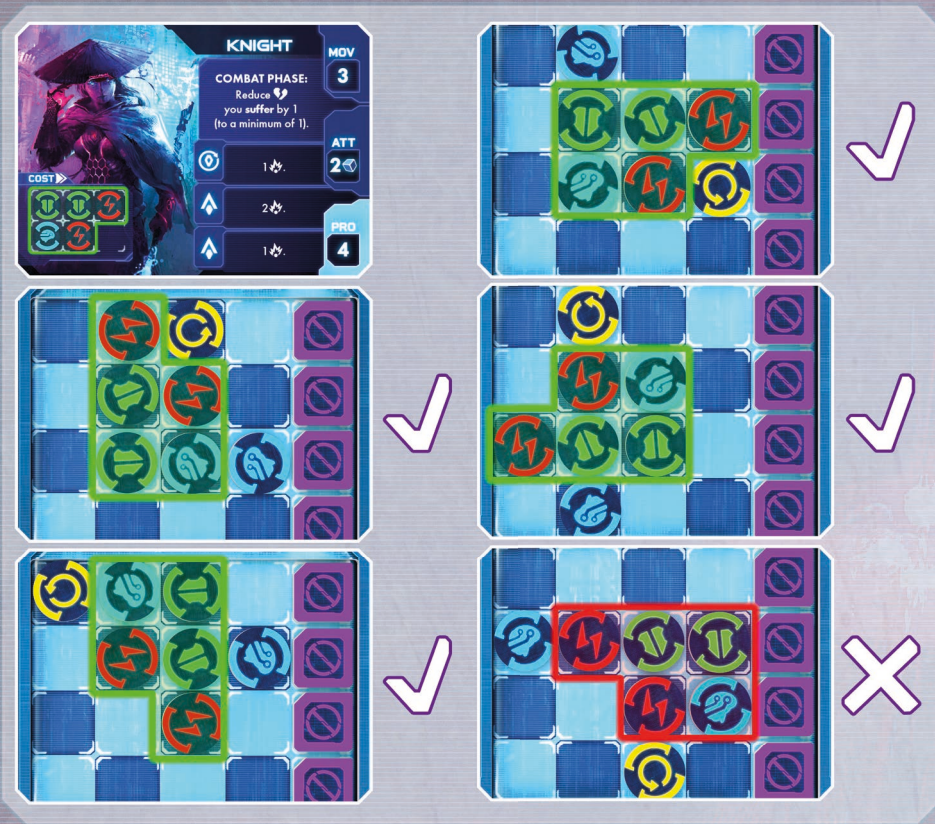 KNIGHT
MOV
3
COMBAT PHASE:
Reduce
you suffer by 1
(to a minimum of 1).
ATT
2
1
COST
2
PRO
4
1